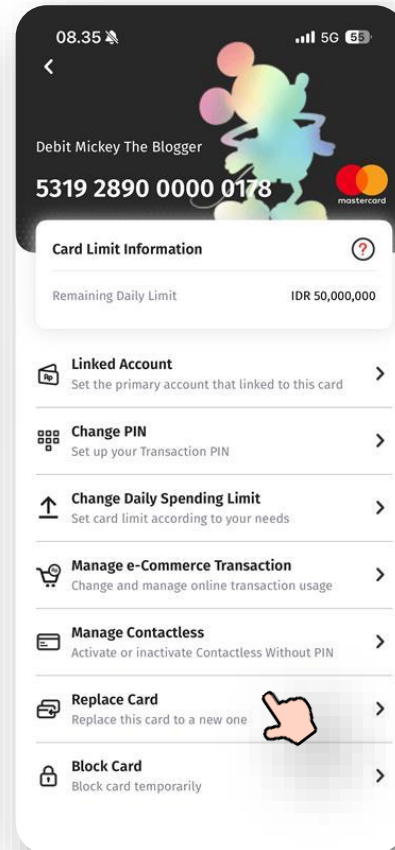 08.35
5G 55
Debit Mickey The Blogger
5319 2890 0000 0178
mastercard
Card Limit Information
?
Remaining Daily Limit IDR 50,000,000
Rp
Linked Account
Set the primary account that linked to this card
Change PIN
Set up your Transaction PIN
Change Daily Spending Limit
Set card limit according to your needs
Manage e-Commerce Transaction
Change and manage online transaction usage
Manage Contactless
Activate or inactivate Contactless Without PIN
Replace Card
Replace this card to a new one
Block Card
Block card temporarily